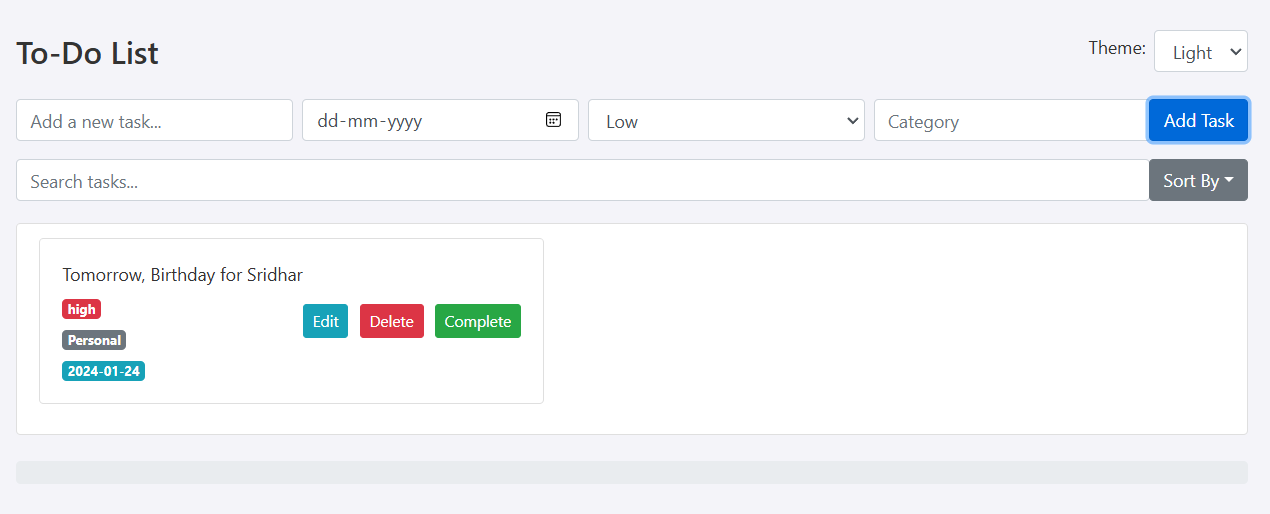 To-Do List
Theme: Light
Add a new task... dd-mm-yyyy Low Category Add Task
Search tasks... Sort By
Tomorrow, Birthday for Sridhar
high
Edit Delete Complete
Personal
2024-01-24